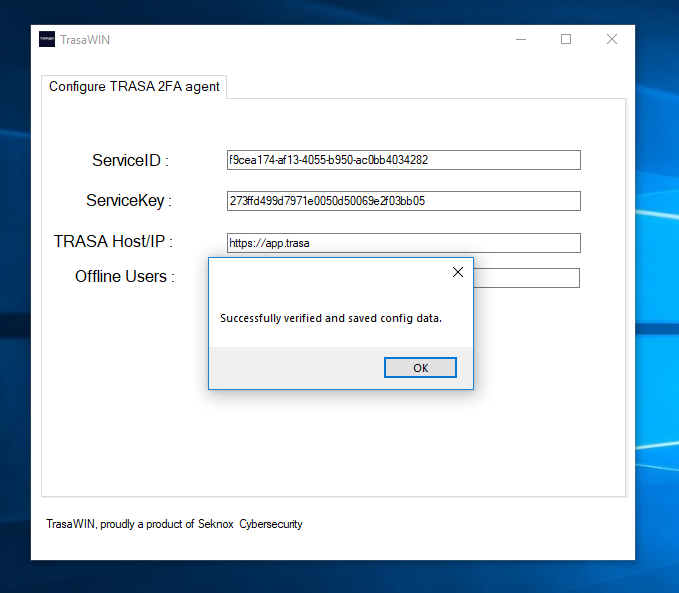 TRASA TrasaWIN
Configure TRASA 2FA agent
ServiceID : f9cea174-af13-4055-b950-ac0bb4034282
ServiceKey : 273ffd499d7971e0050d50069e2f03bb05
TRASA Host/IP : https://app.trasa
Offline Users :
Successfully verified and saved config data.
OK
TrasaWIN, proudly a product of Seknox Cybersecurity